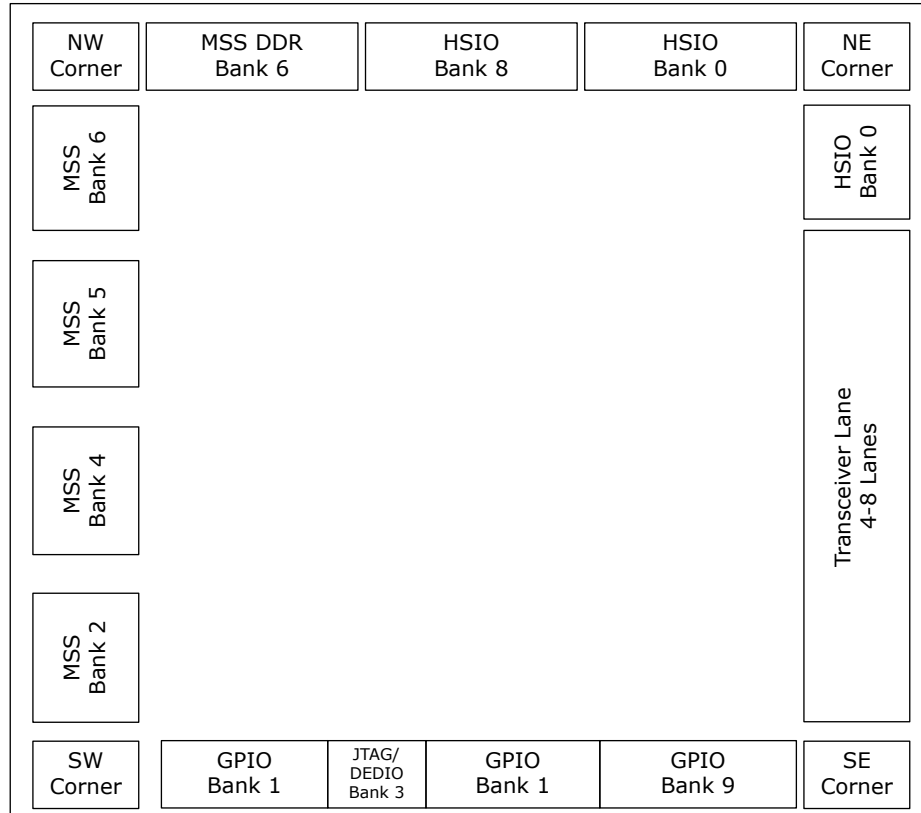 NW
Corner
MSS DDR
Bank 6
HSIO
Bank 8
HSIO
Bank 0
NE
Corner
MSS
Bank 6
HSIO
Bank 0
MSS
Bank 5
MSS
Bank 4
Transceiver Lane
4-8 Lanes
MSS
Bank 2
SW
Corner
GPIO
Bank 1
JTAG/
DEDIO
Bank 3
GPIO
Bank 1
GPIO
Bank 9
SE
Corner